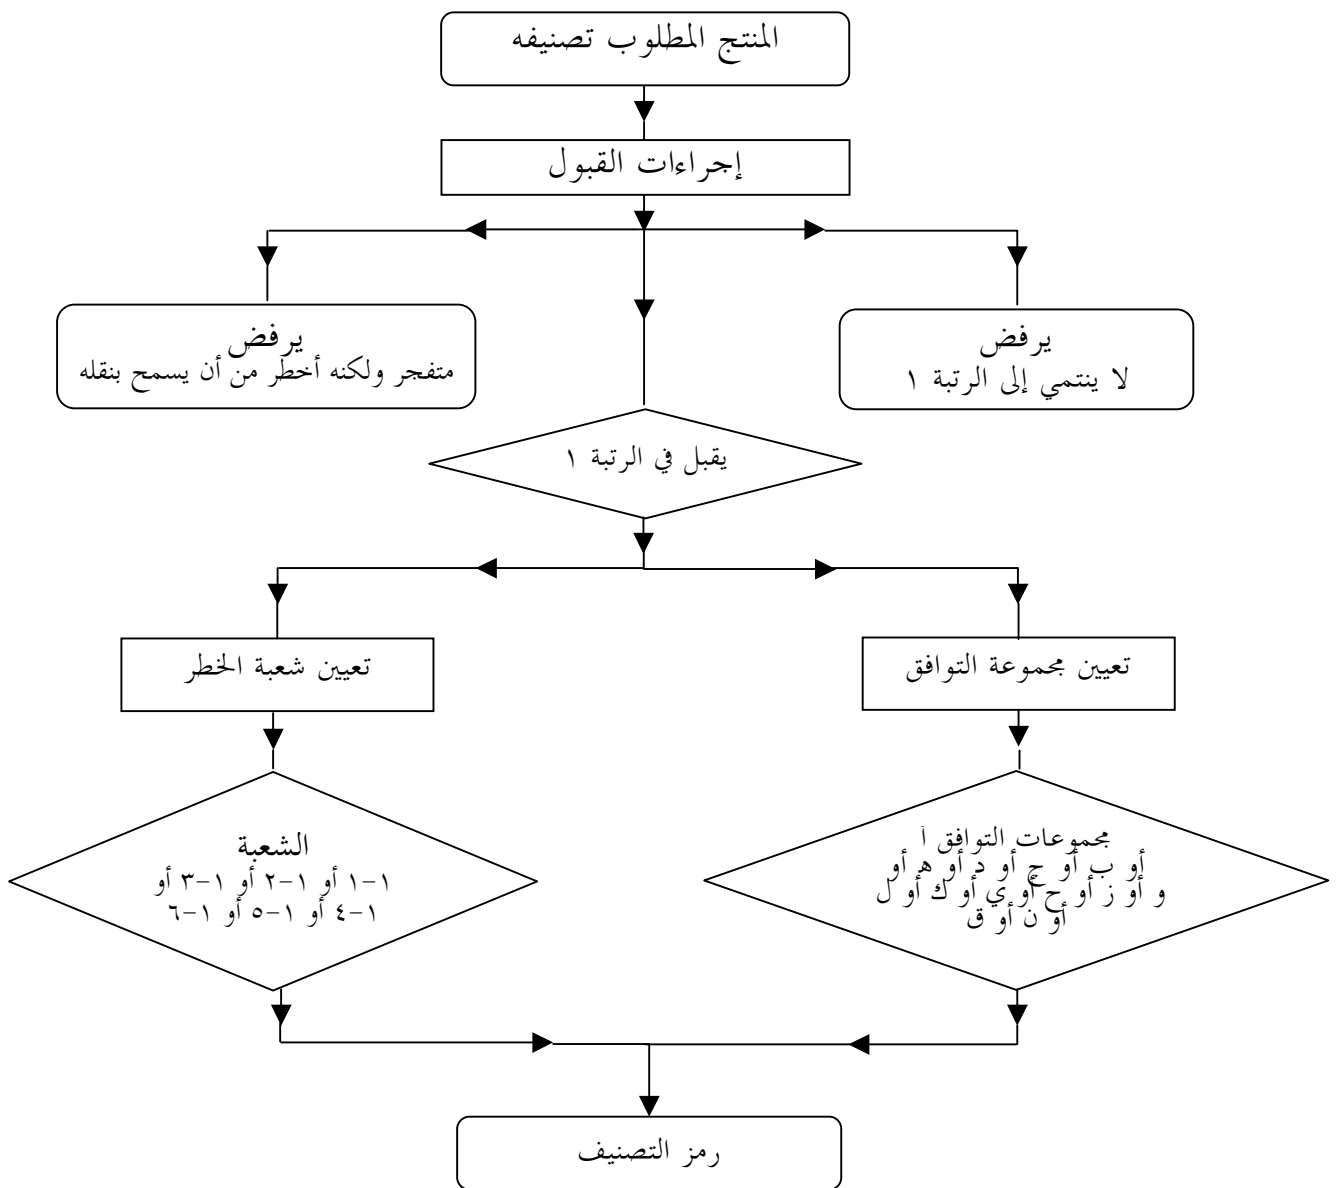 المنتج المطلوب تصنيفه
إجراءات القبول
يرفض
لا ينتمي إلى الرتبة ١
يرفض
متفجر ولكنه أخطر من أن يسمح بنقله
يقبل في الرتبة ١
تعيين مجموعة التوافق
تعيين شعبة الخطر
مجموعات التوافق آ
أو ب أو ج أو د أو ه أو
و أو ز أو ح أو ي أو ك أو ل
أو ن أو ق
الشعبة
١-١ أو ١-٢ أو ١-٣ أو
١-٤ أو ١-٥ أو ١-٦
رمز التصنيف